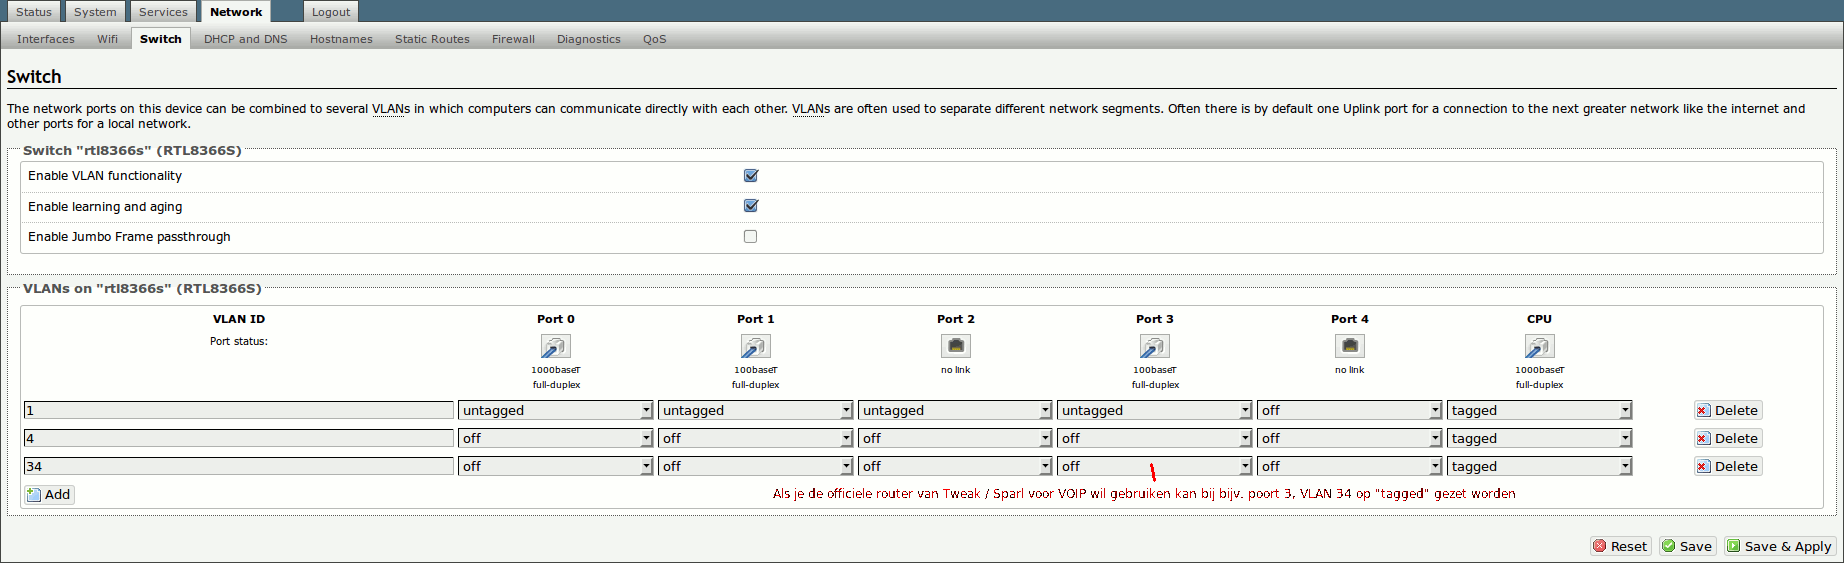 Status System Services Network Logout
Interfaces Wifi Switch DHCP and DNS Hostnames Static Routes Firewall Diagnostics QoS
Switch
The network ports on this device can be combined to several VLANs in which computers can communicate directly with each other. VLANs are often used to separate different network segments. Often there is by default one Uplink port for a connection to the next greater network like the internet and
other ports for a local network.
Switch "rtl8366s" (RTL8366S)
Enable VLAN functionality
Enable learning and aging
Enable Jumbo Frame passthrough
VLANs on "rtl8366s" (RTL8366S)
VLAN ID Port 0 Port 1 Port 2 Port 3 Port 4 CPU
Port status:
1000baseT 100baseT no link 100baseT no link 1000baseT
full-duplex full-duplex full-duplex full-duplex
1 untagged untagged untagged untagged off tagged Delete
4 off off off off off tagged Delete
34 off off off off off tagged Delete
Add Als je de officiele router van Tweak / Sparl voor VOIP wil gebruiken kan bij bijv. poort 3, VLAN 34 op "tagged" gezet worden
Reset Save Save & Apply